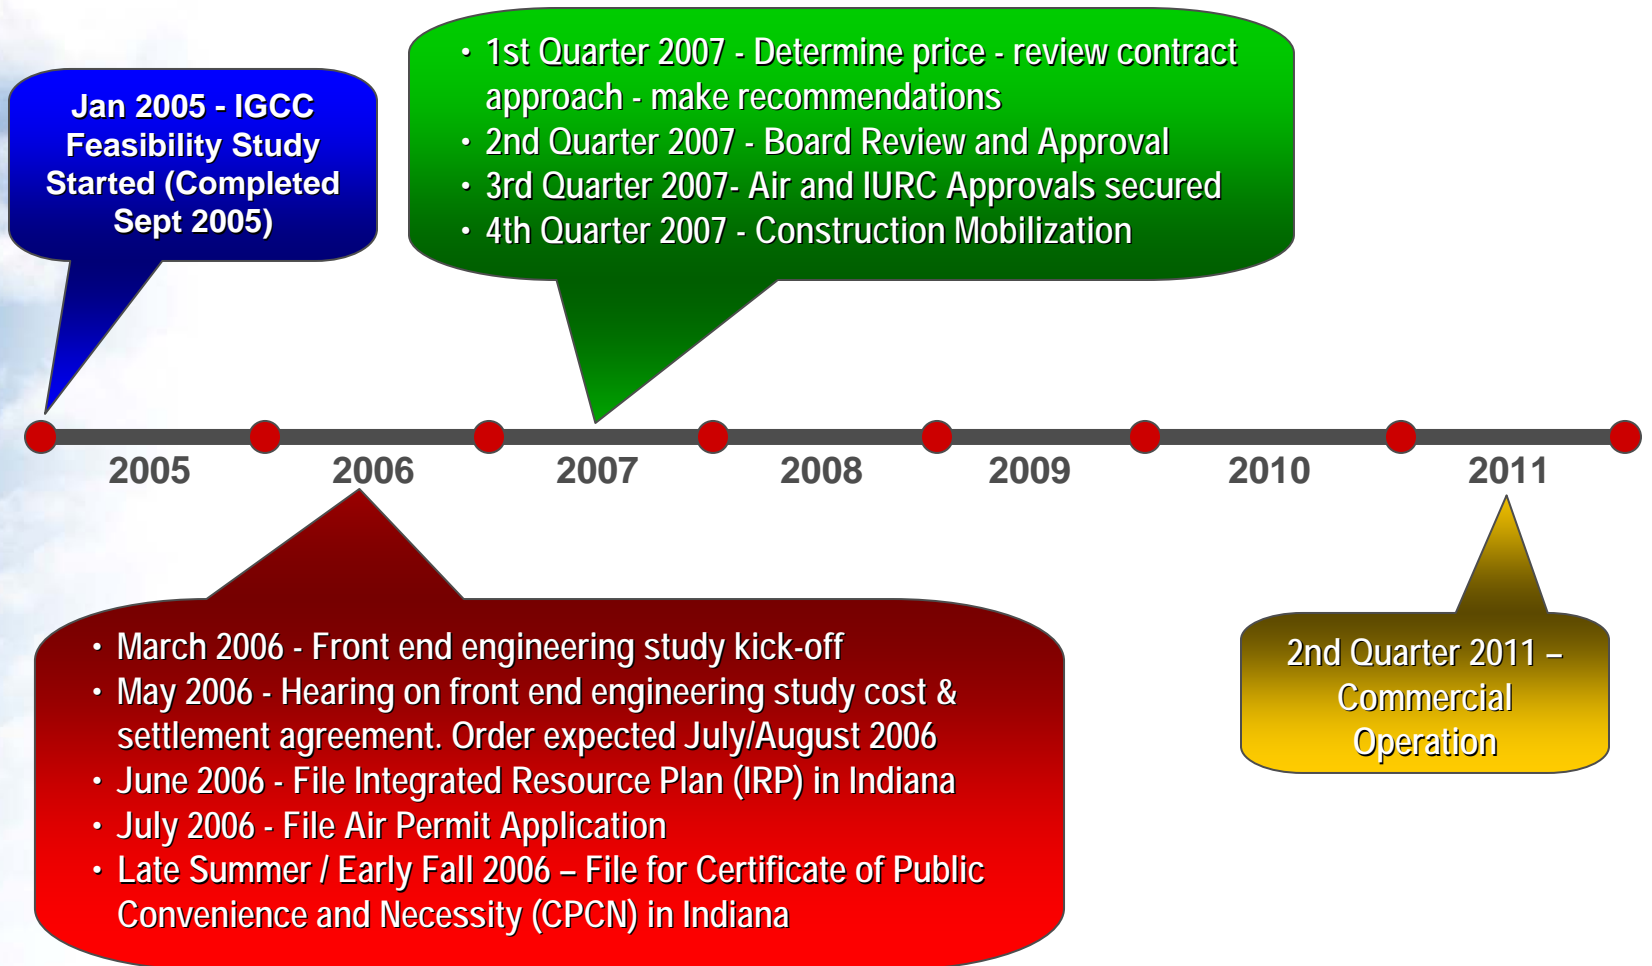 Jan 2005 - IGCC
Feasibility Study
Started (Completed
Sept 2005)
• 1st Quarter 2007 - Determine price - review contract
approach - make recommendations
• 2nd Quarter 2007 - Board Review and Approval
• 3rd Quarter 2007- Air and IURC Approvals secured
• 4th Quarter 2007 - Construction Mobilization
2005 2006 2007 2008 2009 2010 2011
• March 2006 - Front end engineering study kick-off
• May 2006 - Hearing on front end engineering study cost &
settlement agreement. Order expected July/August 2006
• June 2006 - File Integrated Resource Plan (IRP) in Indiana
• July 2006 - File Air Permit Application
• Late Summer / Early Fall 2006 – File for Certificate of Public
Convenience and Necessity (CPCN) in Indiana
2nd Quarter 2011 –
Commercial
Operation